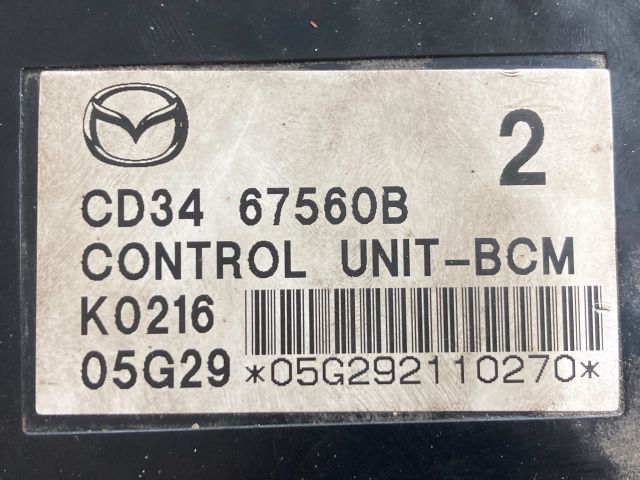 2
CD34 67560B
CONTROL UNIT-BCM
K0216
05G29 *05G292110270*